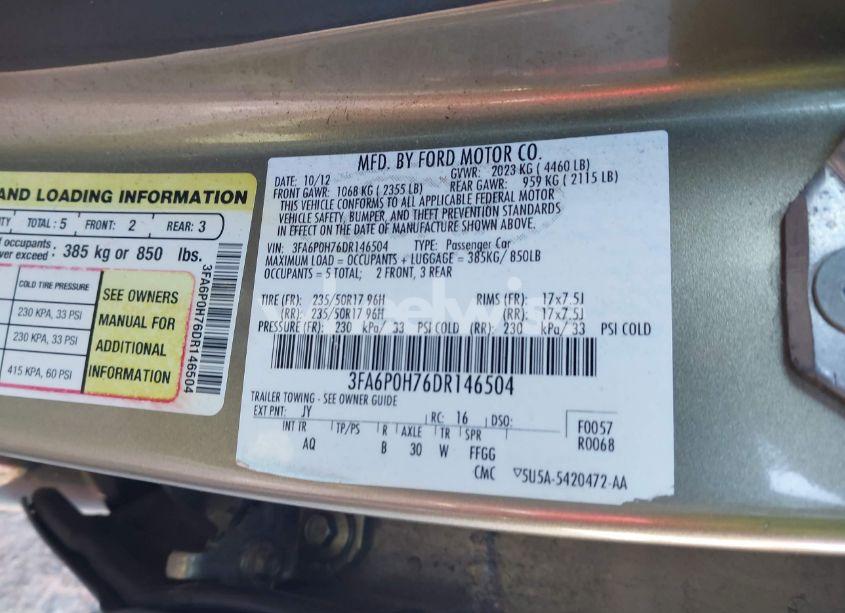 AND LOADING INFORMATION
TOTAL: 5 FRONT: 2 REAR: 3
occupants
ver exceed: 385 kg or 850 lbs.
COLD TIRE PRESSURE
230 KPA, 33 PSI
230 KPA, 33 PSI
415 KPA, 60 PSI
SEE OWNERS
MANUAL FOR
ADDITIONAL
INFORMATION
3FA6P0H76DR146504
MFD. BY FORD MOTOR CO.
DATE: 10/12 GVWR: 2023 KG ( 4460 LB)
FRONT GAWR: 1068 KG ( 2355 LB) REAR GAWR: 959 KG ( 2115 LB)
THIS VEHICLE CONFORMS TO ALL APPLICABLE FEDERAL MOTOR
VEHICLE SAFETY, BUMPER, AND THEFT PREVENTION STANDARDS
IN EFFECT ON THE DATE OF MANUFACTURE SHOWN ABOVE.
VIN: 3FA6P0H76DR146504 TYPE: Passenger Car
MAXIMUM LOAD = OCCUPANTS + LUGGAGE = 385KG/ 850LB
OCCUPANTS = 5 TOTAL; 2 FRONT, 3 REAR
TIRE (FR): 235/50R17 96H RIMS (FR): 17x7.5J
(RR): 235/50R17 96H (RR): 17x7.5J
PRESSURE (FR): 230 kPa/ 33 PSI COLD (RR): 230 kPa/ 33 PSI COLD
3FA6P0H76DR146504
TRAILER TOWING - SEE OWNER GUIDE
EXT PNT: JY RC: 16 DSO: F0057
INT TR TP/PS R AXLE TR SPR R0068
AQ B 30 W FFGG
CMC ▽5U5A-5420472-AA